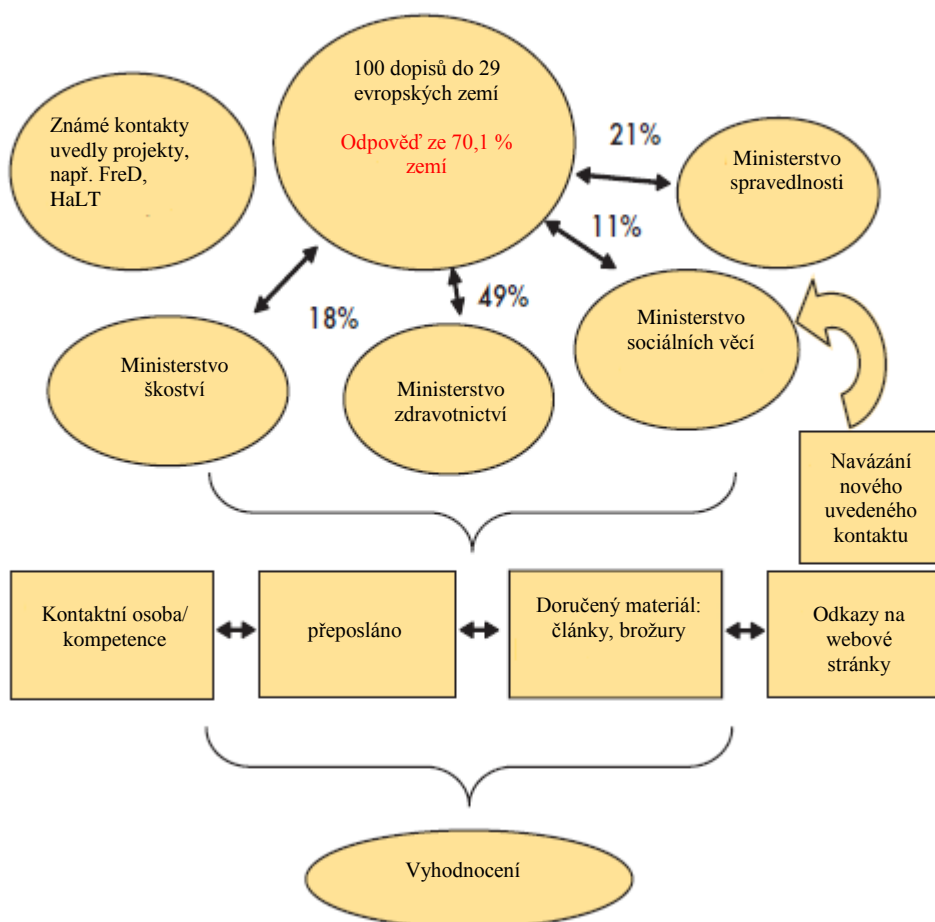 100 dopisů do 29
evropských zemí
Odpověď ze 70,1 %
zemí
Známé kontakty
uvedly projekty,
např. FreD,
HaLT
21%
Ministerstvo
spravedlnosti
11%
18%
49%
Ministerstvo
sociálních věcí
Ministerstvo
škoství
Ministerstvo
zdravotnictví
Navázání
nového
uvedeného
kontaktu
Kontaktní osoba/
kompetence
přeposláno
Doručený materiál:
články, brožury
Odkazy na
webové
stránky
Vyhodnocení